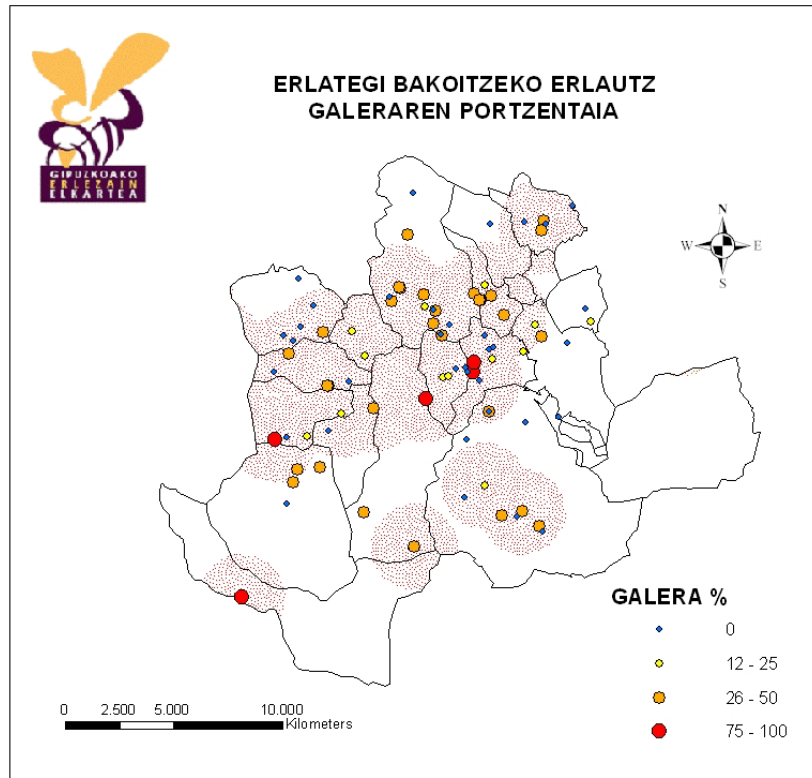 ERLATEGI BAKOITZEKO ERLAUTZ
GALERAREN PORTZENTAIA
GIPUZKOAKO
ERLEZAIN
ELKARTEA
N
W E
S
GALERA %
0
12 - 25
26 - 50
75 - 100
0 2.500 5.000 10.000
Kilometers